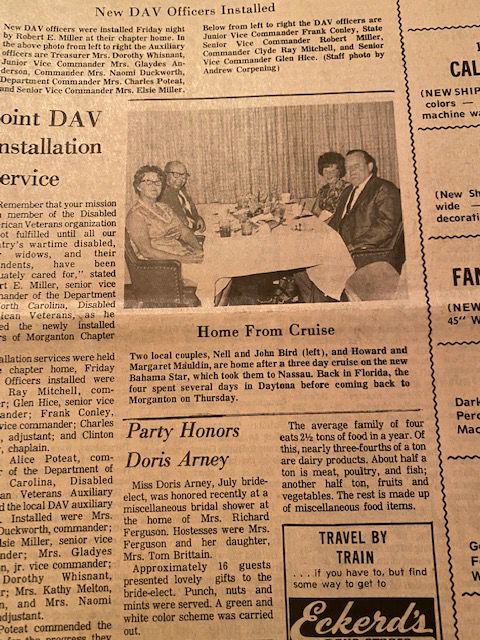 New DAV Officers Installed
New DAV officers were installed Friday night
by Robert E. Miller at their chapter home. In
the above photo from left to right the Auxiliary
officers are Treasurer Mrs. Dorothy Whisnant,
Junior Vice Commander Mrs. Glaydes An-
derson, Commander Mrs. Naomi Duckworth,
Department Commander Mrs. Charles Poteat,
and Senior Vice Commander Mrs. Elsie Miller.
Below from left to right the DAV officers are
Junior Vice Commander Frank Conley, State
Senior Vice Commander Robert Miller,
Commander Clyde Ray Mitchell, and Senior
Vice Commander Glen Hice. (Staff photo by
Andrew Corpening)
oint DAV
nstallation
ervice
Remember that your mission
member of the Disabled
rican Veterans organization
ot fulfilled until all our
ntry's wartime disabled,
widows, and their
ndents, have been
uately cared for," stated
rt E. Miller, senior vice
mander of the Department
orth Carolina, Disabled
ican Veterans, as he
ed the newly installed
rs of Morganton Chapter
allation services were held
e chapter home, Friday
Officers installed were
Ray Mitchell, com-
er; Glen Hice, senior vice
ander; Frank Conley,
vice commander; Charles
, adjustant; and Clinton
, chaplain.
Alice Poteat, com-
of the Department of
Carolina, Disabled
an Veterans Auxiliary
d the local DAV auxiliary
. Installed were Mrs.
Duckworth, commander;
lsie Miller, senior vice
nder; Mrs. Gladyes
n, jr. vice commander;
Dorothy Whisnant,
r; Mrs. Kathy Melton,
n, and Mrs. Naomi
adjustant.
Poteat commended the
for the progress they
Home From Cruise
Two local couples, Nell and John Bird (left), and Howard and
Margaret Mauldin, are home after a three day cruise on the new
Bahama Star, which took them to Nassau. Back in Florida, the
four spent several days in Daytona before coming back to
Morganton on Thursday.
Party Honors
Doris Arney
Miss Doris Arney, July bride-
elect, was honored recently at a
miscellaneous bridal shower at
the home of Mrs. Richard
Ferguson. Hostesses were Mrs.
Ferguson and her daughter,
Mrs. Tom Brittain.
Approximately 16 guests
presented lovely gifts to the
bride-elect. Punch, nuts and
mints were served. A green and
white color scheme was carried
out.
The average family of four
eats 2½ tons of food in a year. Of
this, nearly three-fourths of a ton
are dairy products. About half a
ton is meat, poultry, and fish;
another half ton, fruits and
vegetables. The rest is made up
of miscellaneous food items.
TRAVEL BY
TRAIN
. . . if you have to, but find
some way to get to
Eckerd's
CAL
(NEW SHIP
colors —
machine wa
(New Sh
wide —
decorati
FAN
(NEW
45" W
Dark
Perc
Mac
Ge
Fa
We